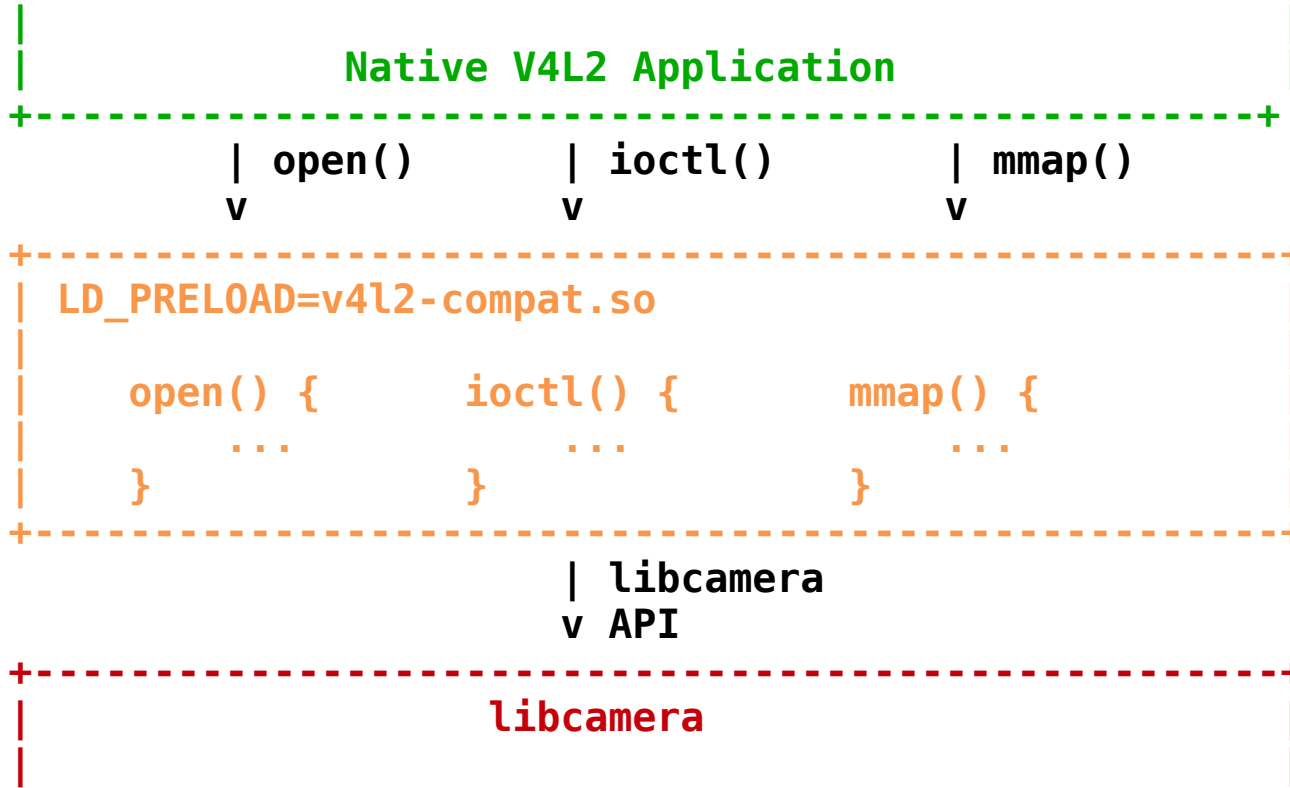 |
| Native V4L2 Application
+---------------------------------------------------+
| open() | ioctl() | mmap()
v v v
+----------------------------------------------------
| LD_PRELOAD=v4l2-compat.so
|
| open() { ioctl() { mmap() {
| ... ... ...
| } } }
+----------------------------------------------------
| libcamera
v API
+----------------------------------------------------
| libcamera
|